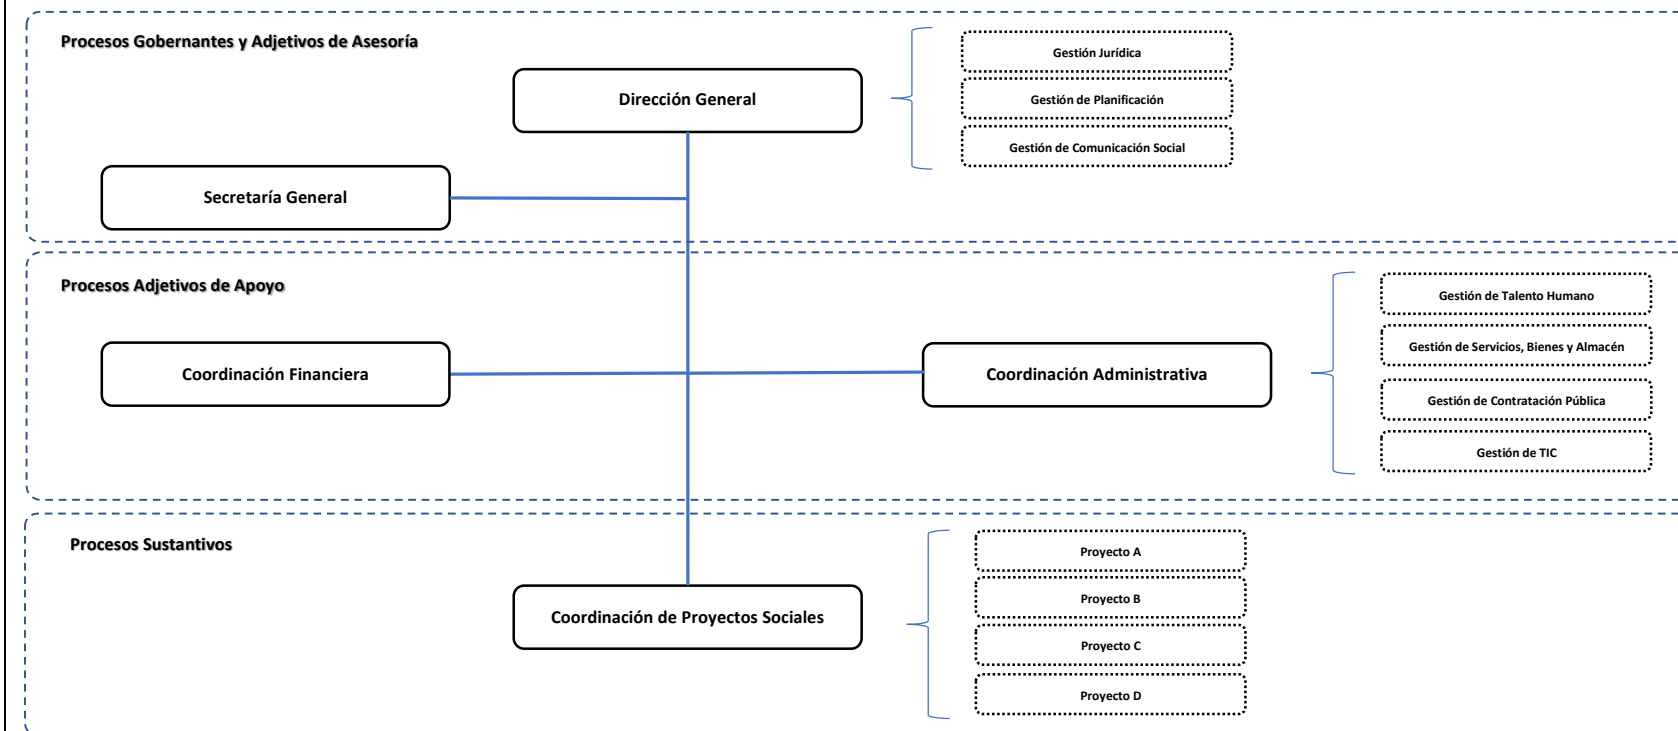 Procesos Gobernantes y Adjetivos de Asesoría
Dirección General
Gestión Jurídica
Gestión de Planificación
Gestión de Comunicación Social
Secretaría General
Procesos Adjetivos de Apoyo
Coordinación Financiera
Coordinación Administrativa
Gestión de Talento Humano
Gestión de Servicios, Bienes y Almacén
Gestión de Contratación Pública
Gestión de TIC
Procesos Sustantivos
Coordinación de Proyectos Sociales
Proyecto A
Proyecto B
Proyecto C
Proyecto D